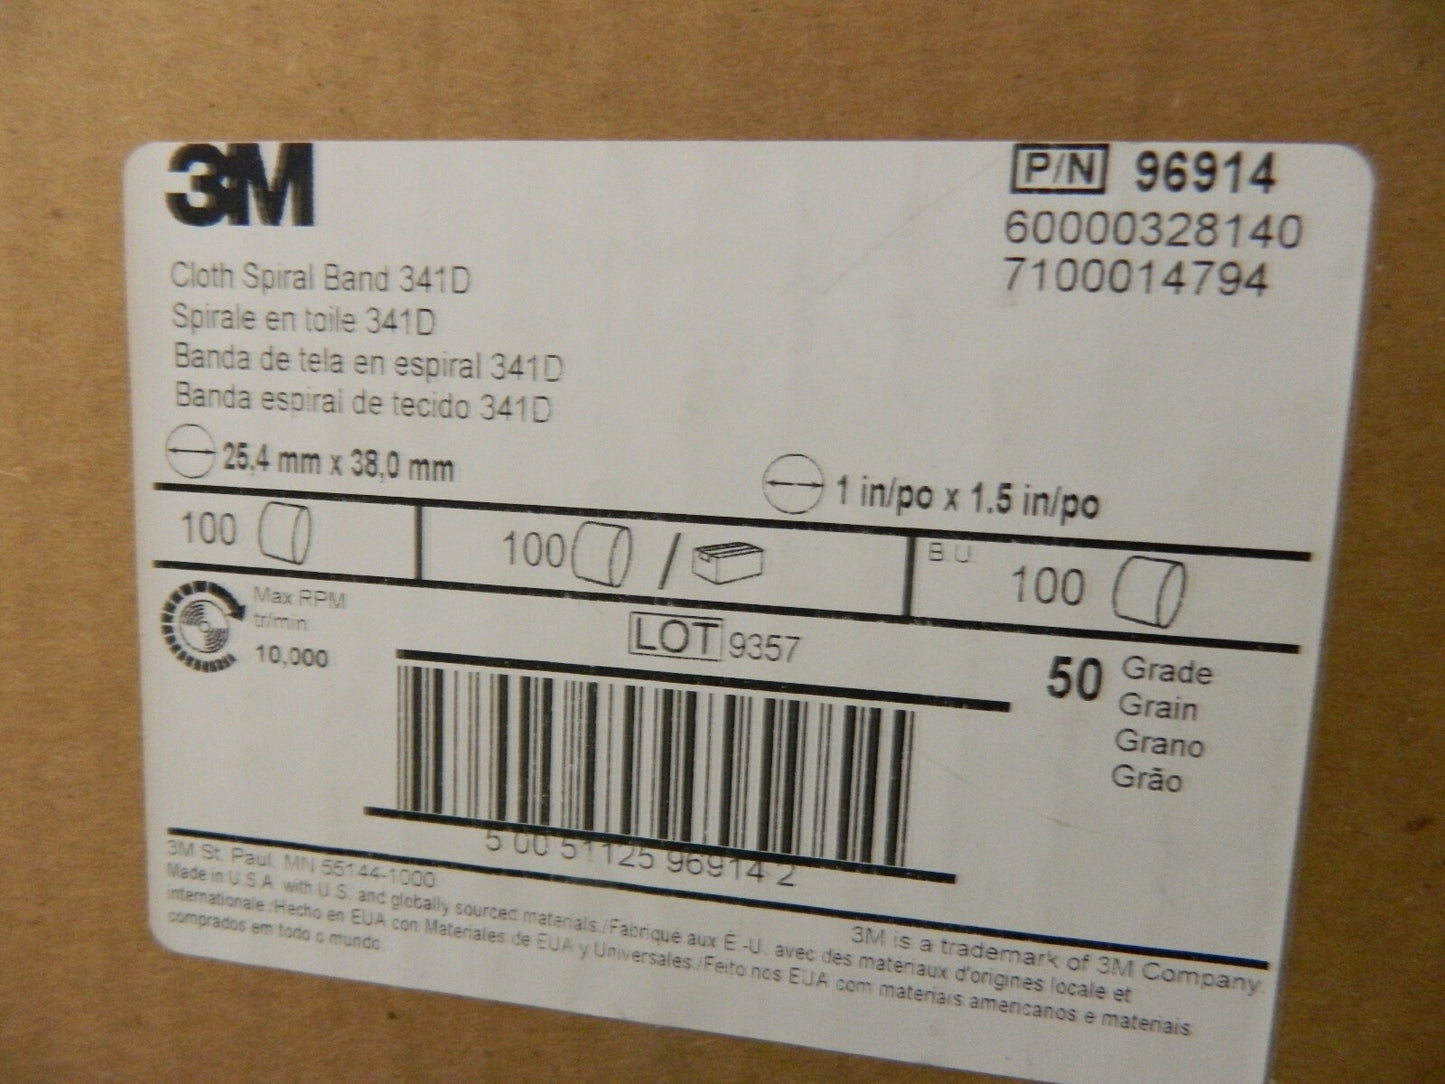 3M
P/N 96914
60000328140
7100014794
Cloth Spiral Band 341D
Spirale en toile 341D
Banda de tela en espiral 341D
Banda espiral de tecido 341D
25,4 mm x 38,0 mm
1 in/po x 1.5 in/po
100
100 /
B.U 100
Max RPM
tr/min
10,000
LOT 9357
50 Grade
Grain
Grano
Grão
5 00 51125 96914 2
3M St. Paul, MN 55144-1000
3M is a trademark of 3M Company.
Made in U.S.A. with U.S. and globally sourced materials./Fabriqué aux É.-U. avec des matériaux d'origines locale et
internationale./Hecho en EUA con Materiales de EUA y Universales./Feito nos EUA com materiais americanos e materiais
comprados em todo o mundo